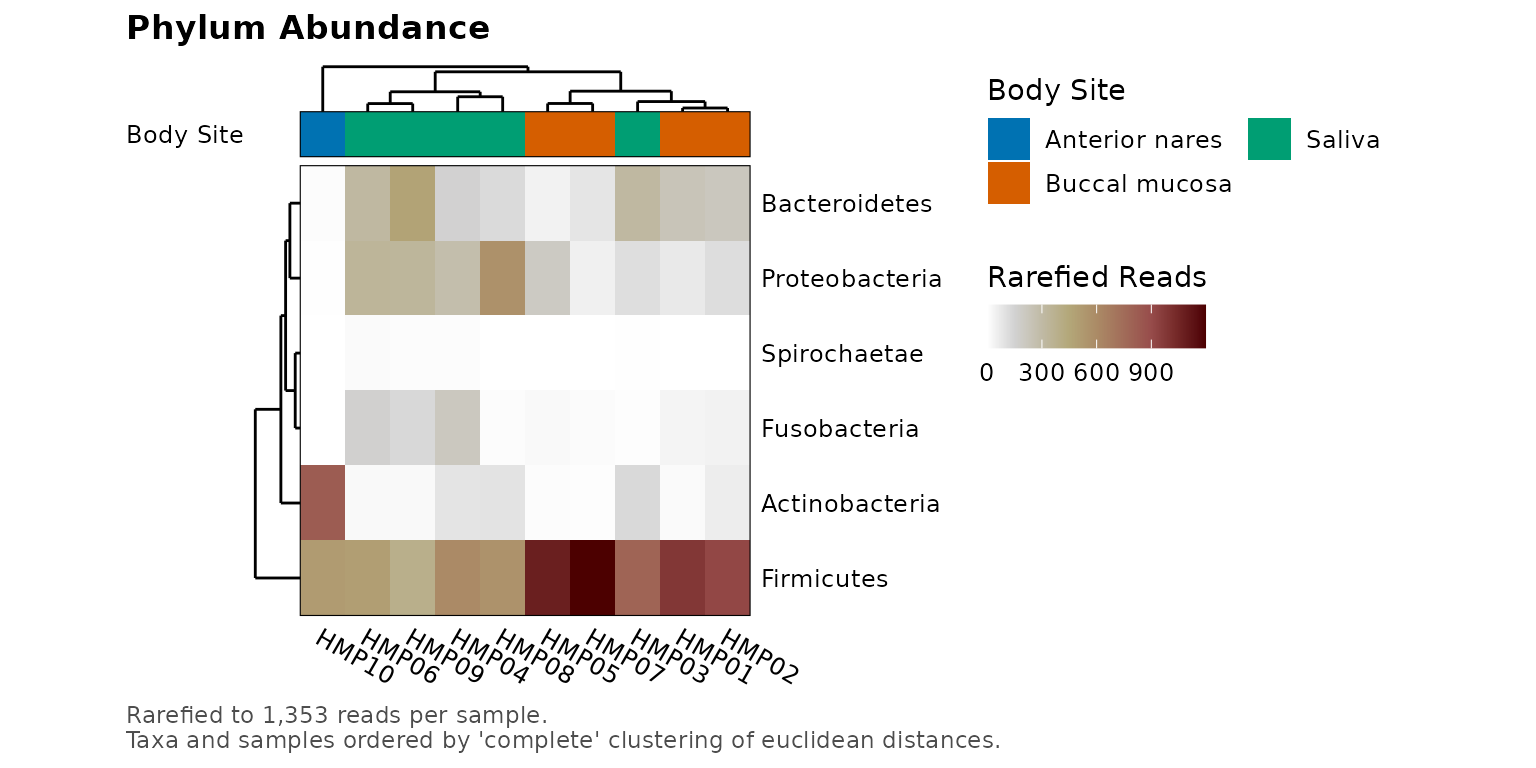 Phylum Abundance
Body Site
Body Site
Anterior nares
Saliva
Buccal mucosa
Bacteroidetes
Proteobacteria
Spirochaetae
Fusobacteria
Actinobacteria
Firmicutes
Rarefied Reads
0 300 600 900
HMP10 HMP06 HMP09 HMP04 HMP08 HMP05 HMP07 HMP03 HMP01 HMP02
Rarefied to 1,353 reads per sample.
Taxa and samples ordered by 'complete' clustering of euclidean distances.